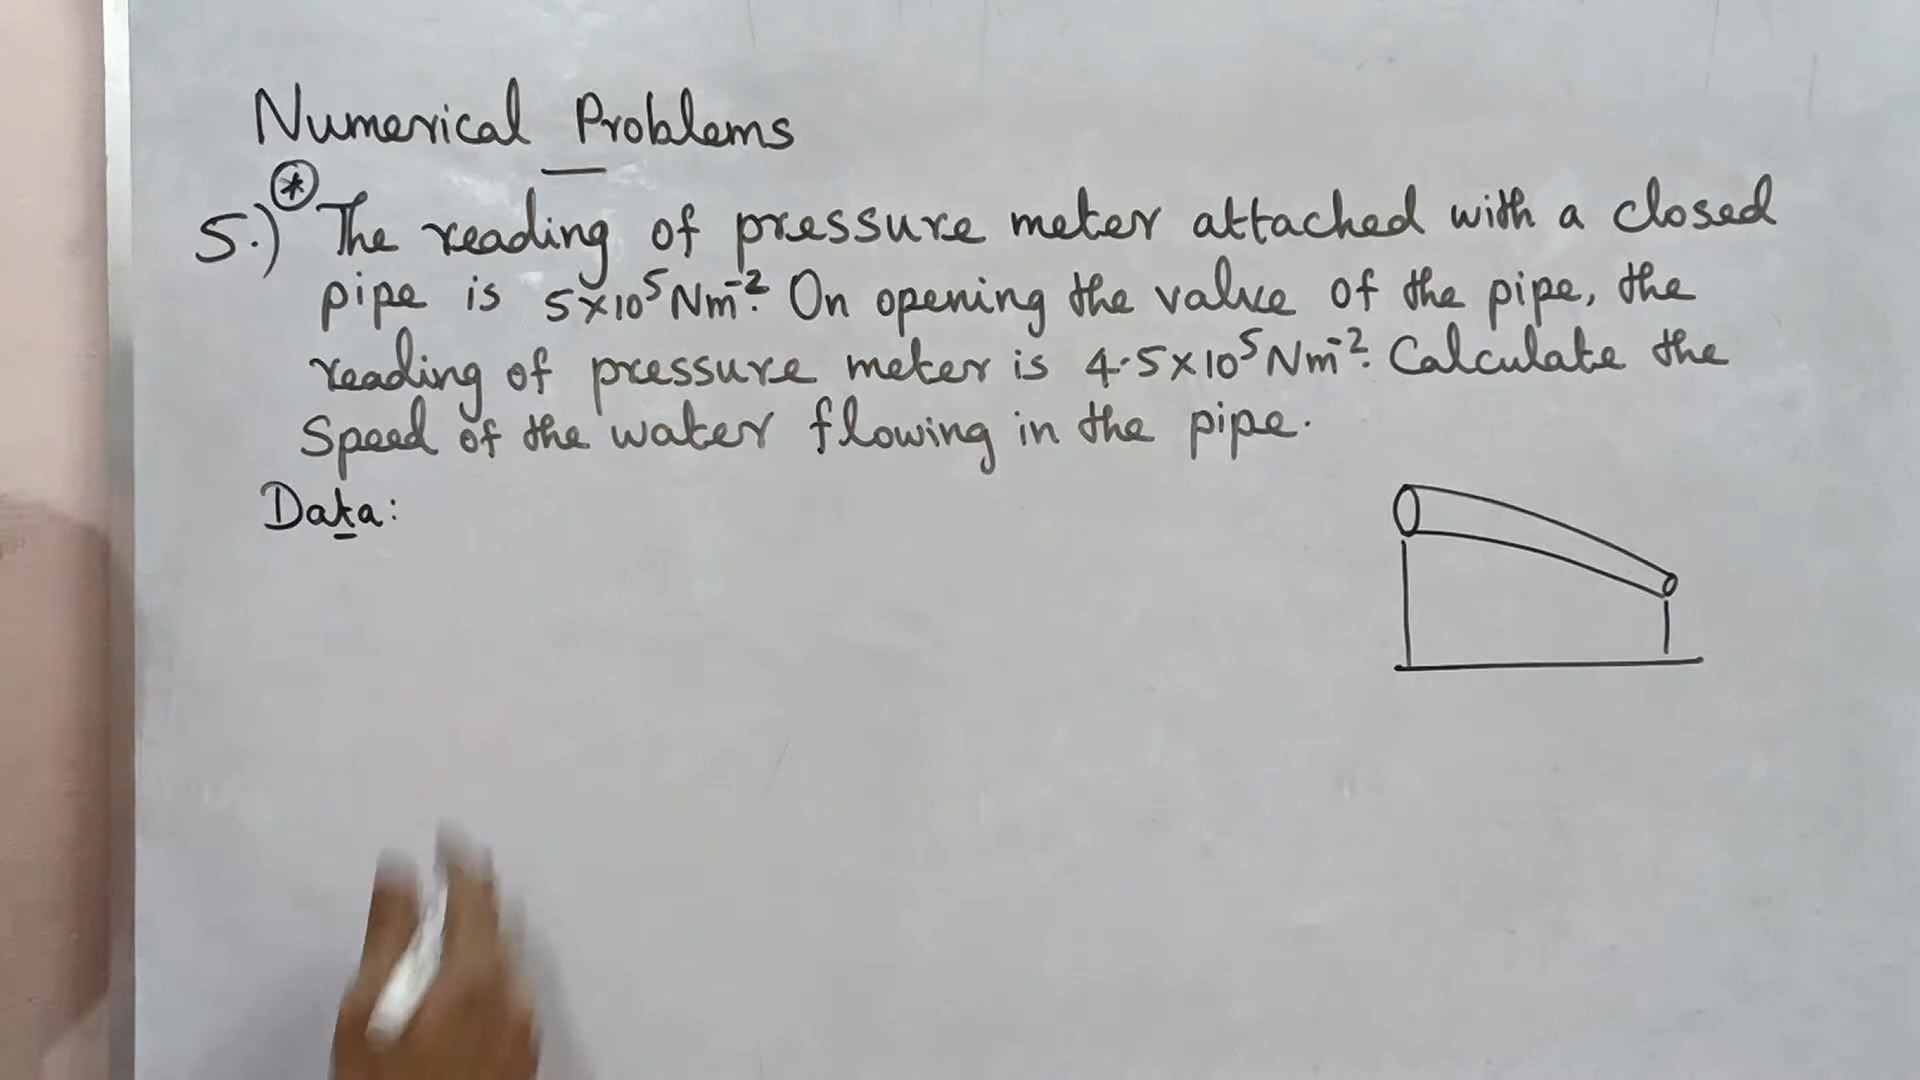 Numerical Problems
5.) * The reading of pressure meter attached with a closed
pipe is 5×10⁵ Nm⁻². On opening the value of the pipe, the
reading of pressure meter is 4.5×10⁵ Nm⁻². Calculate the
Speed of the water flowing in the pipe.
Data: